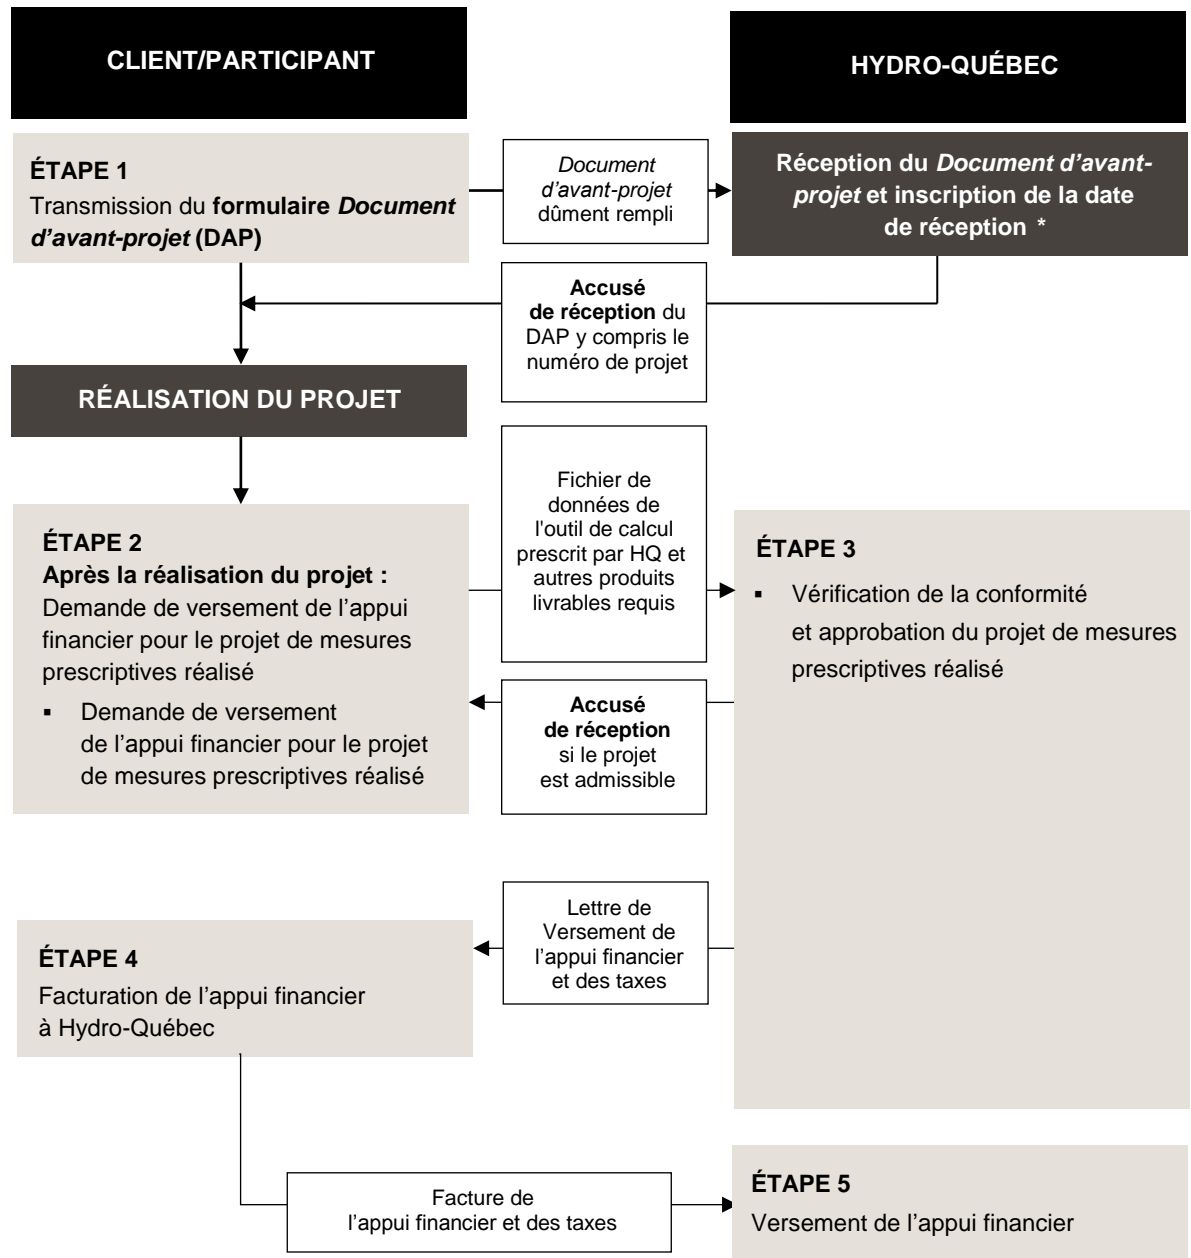 CLIENT/PARTICIPANT
HYDRO-QUÉBEC
ÉTAPE 1
Transmission du formulaire Document
d’avant-projet (DAP)
Document
d’avant-projet
dûment rempli
Réception du Document d’avant-
projet et inscription de la date
de réception *
Accusé
de réception du
DAP y compris le
numéro de projet
RÉALISATION DU PROJET
ÉTAPE 2
Après la réalisation du projet :
Demande de versement de l’appui
financier pour le projet de mesures
prescriptives réalisé
▪ Demande de versement
de l’appui financier pour le projet
de mesures prescriptives réalisé
Fichier de
données de
l'outil de calcul
prescrit par HQ et
autres produits
livrables requis
ÉTAPE 3
▪ Vérification de la conformité
et approbation du projet de mesures
prescriptives réalisé
Accusé
de réception
si le projet
est admissible
Lettre de
Versement de
l’appui financier
et des taxes
ÉTAPE 4
Facturation de l’appui financier
à Hydro-Québec
Facture de
l’appui financier et des taxes
ÉTAPE 5
Versement de l’appui financier